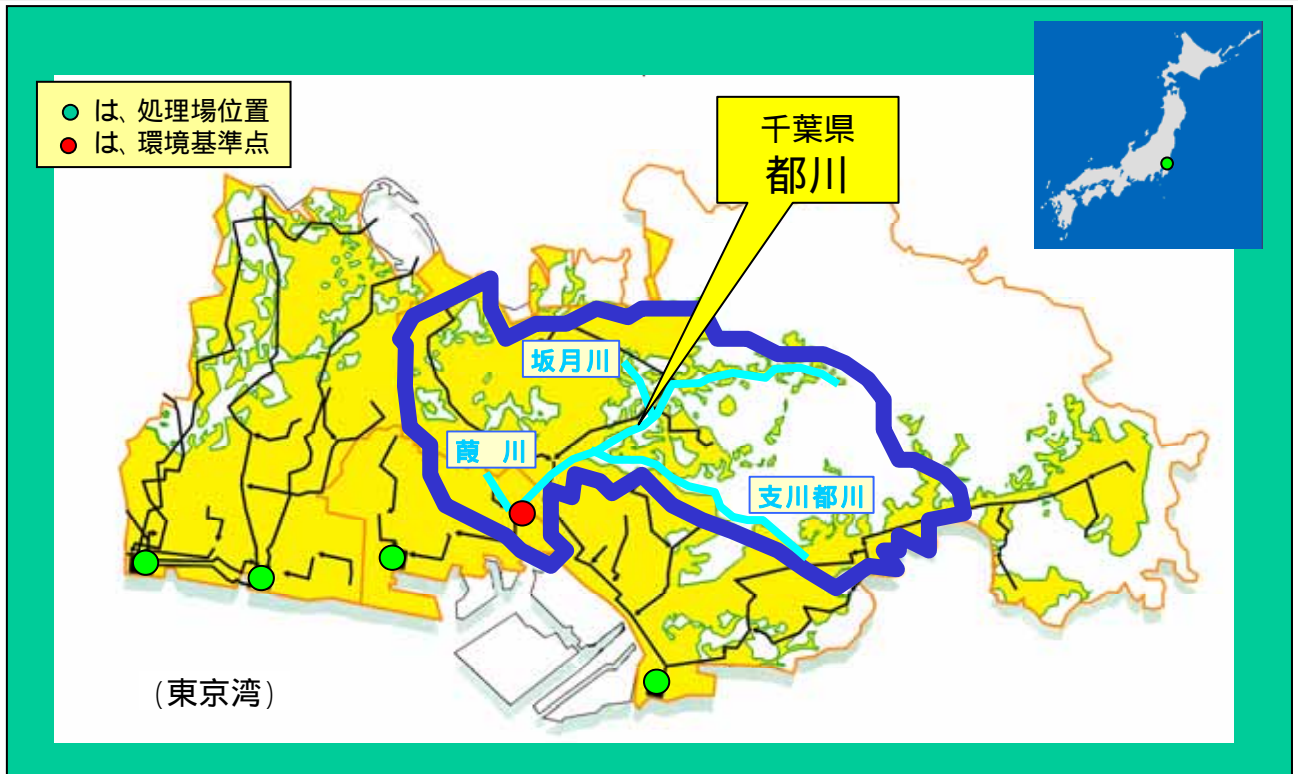 は、処理場位置
は、環境基準点
千葉県
都川
坂月川
葭 川
支川都川
(東京湾)